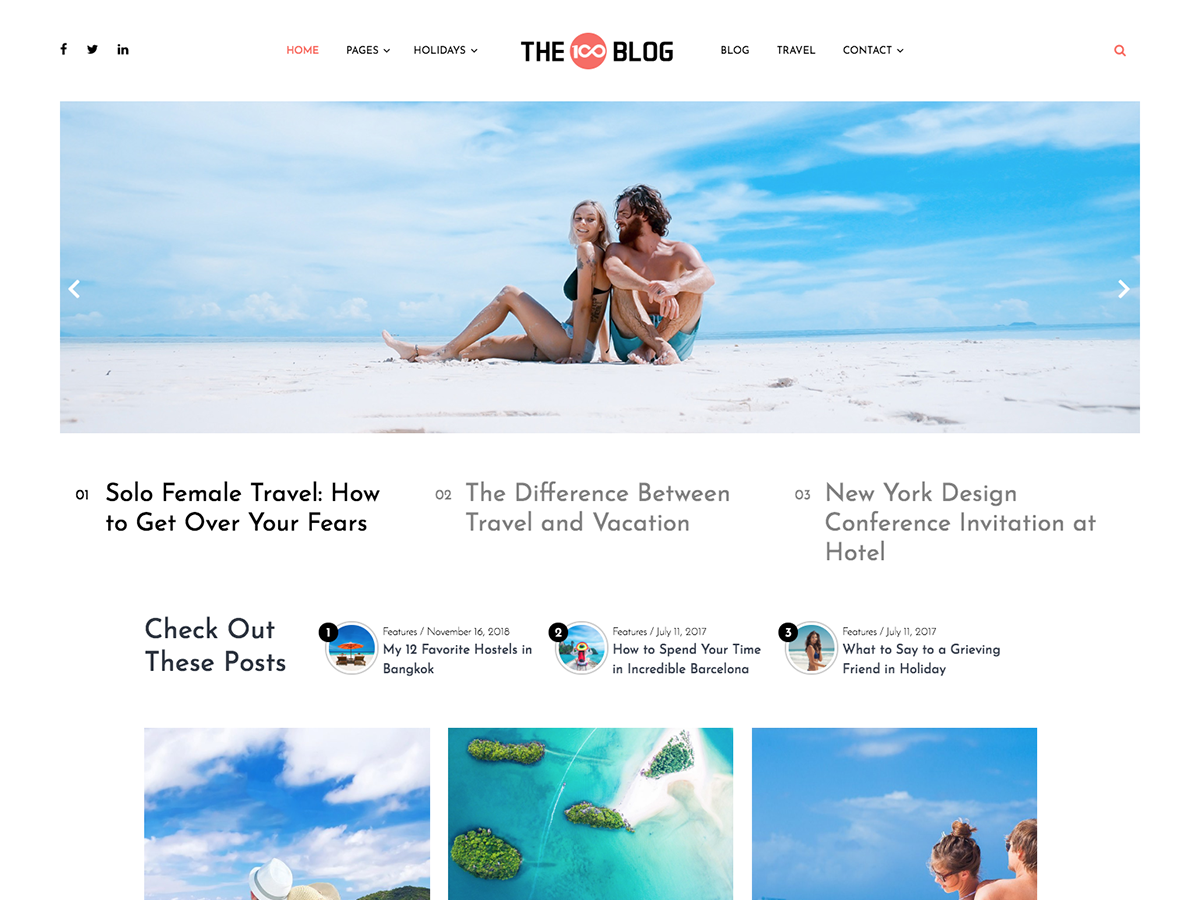 HOME PAGES HOLIDAYS THE 100 BLOG BLOG TRAVEL CONTACT
01 Solo Female Travel: How
to Get Over Your Fears
02 The Difference Between
Travel and Vacation
03 New York Design
Conference Invitation at
Hotel
Check Out
These Posts
1 Features / November 16, 2018
My 12 Favorite Hostels in
Bangkok
2 Features / July 11, 2017
How to Spend Your Time
in Incredible Barcelona
3 Features / July 11, 2017
What to Say to a Grieving
Friend in Holiday